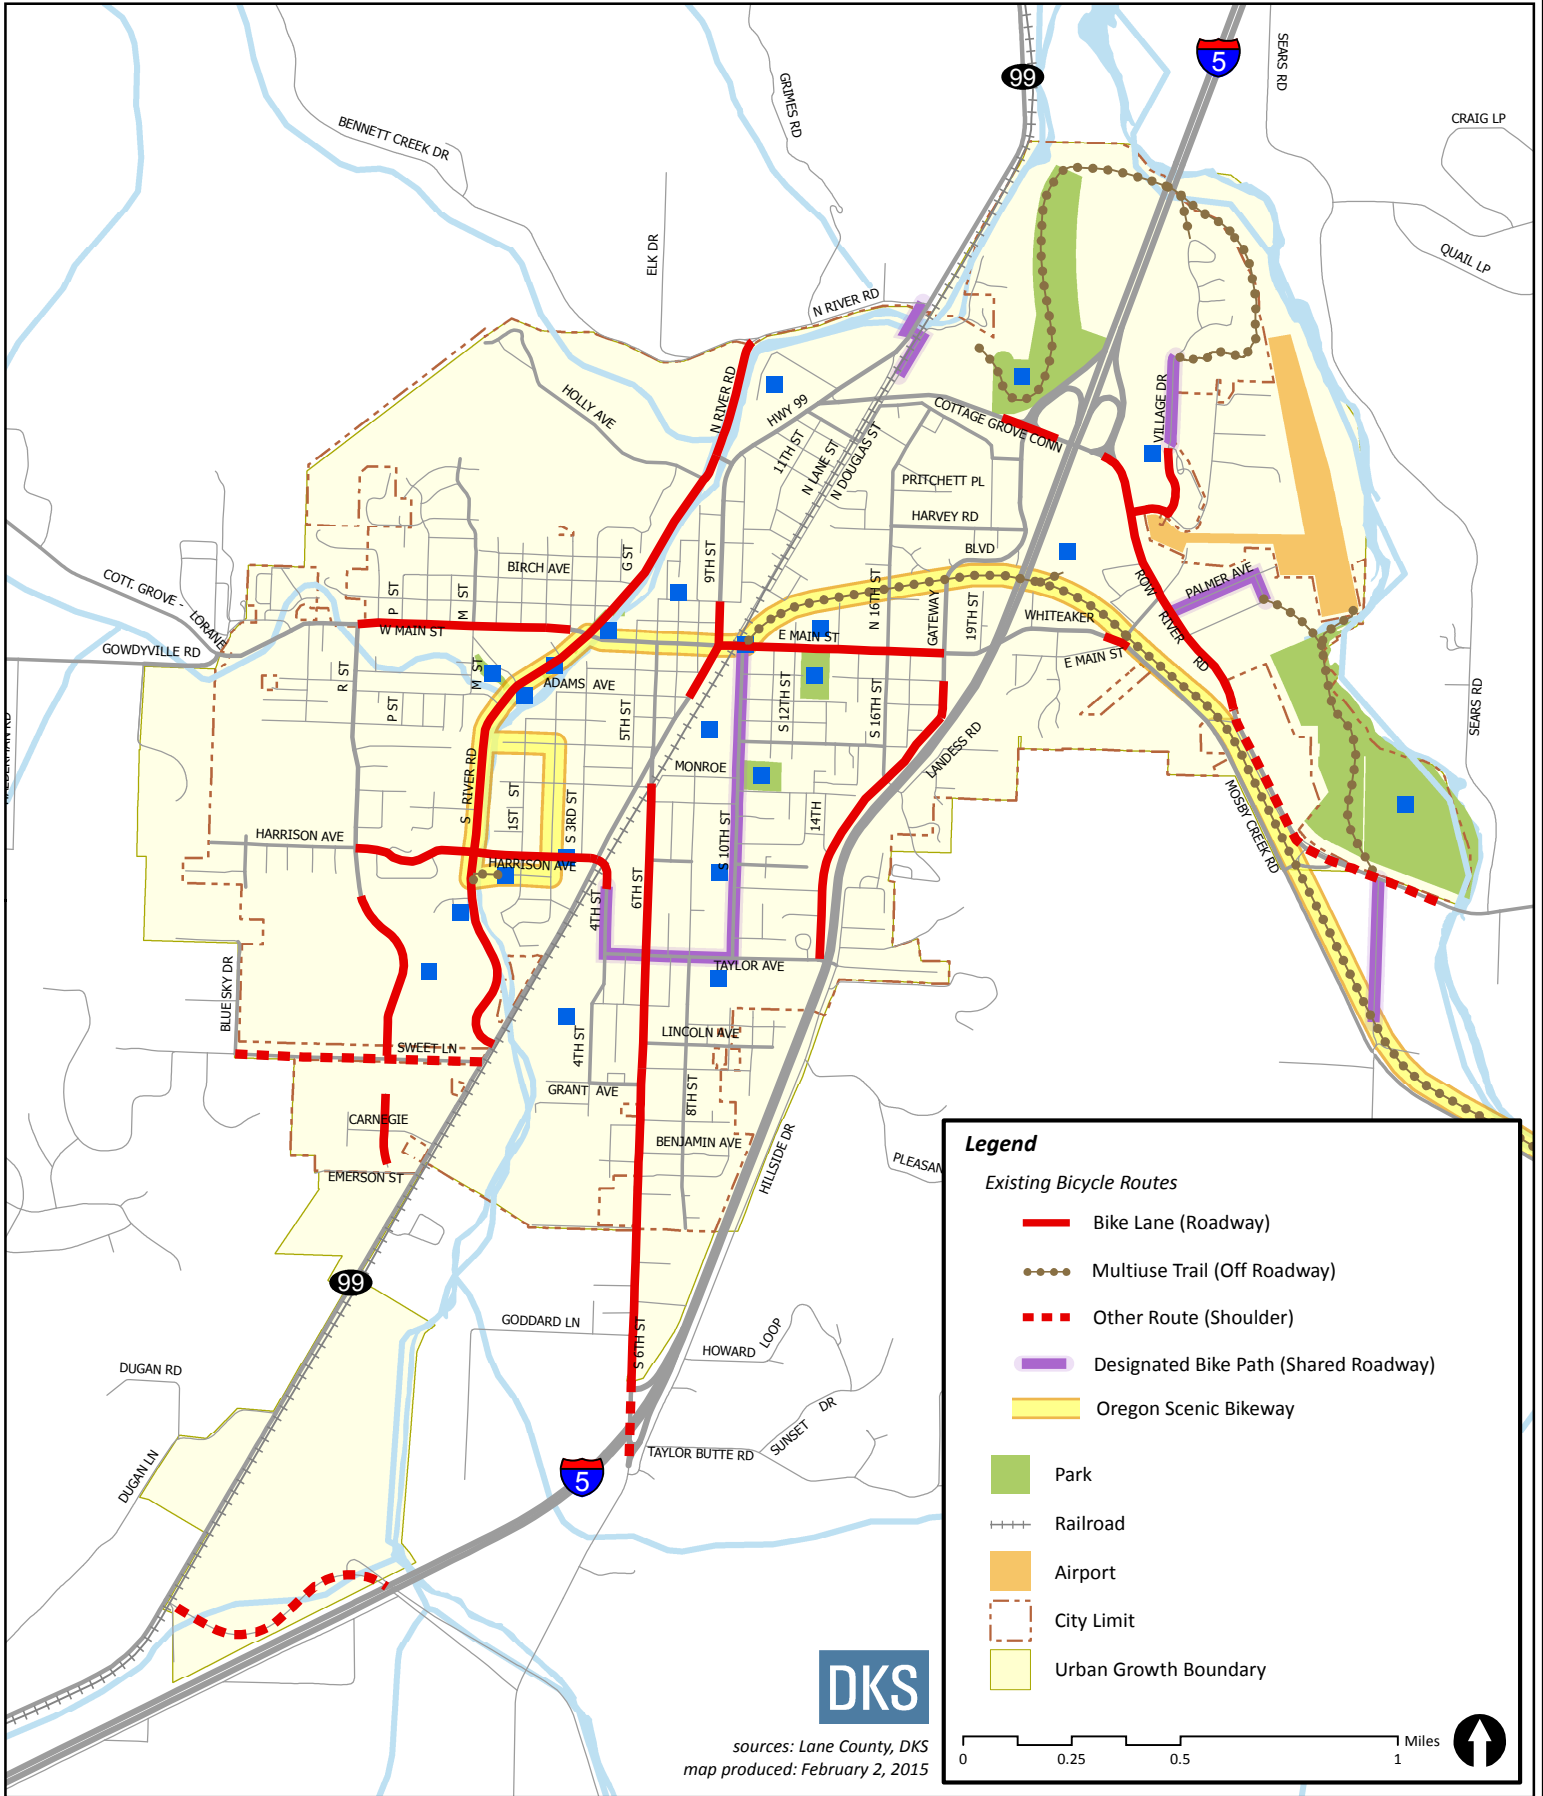 99
5
SEARS RD
GRIMES RD
CRAIG LP
BENNETT CREEK DR
QUAIL LP
ELK DR
N RIVER RD
HOLLY AVE
N RIVER RD
HWY 99
COTTAGE GROVE CONN
VILLAGE DR
11TH ST
N LANE ST
N DOUGLAS ST
PRITCHETT PL
HARVEY RD
BLVD
G ST
9TH ST
BIRCH AVE
P ST
M ST
N 16TH ST
GATEWAY
19TH ST
ROW
RIVER
RD
PALMER AVE
COTT. GROVE -
LORANE
W MAIN ST
E MAIN ST
WHITEAKER
GOWDYVILLE RD
E MAIN ST
R ST
M ST
P ST
ADAMS AVE
5TH ST
S 12TH ST
S 16TH ST
SEARS RD
LANDESS RD
MONROE
S RIVER RD
1ST ST
S 3RD ST
14TH
MOSBY CREEK RD
HARRISON AVE
HARRISON AVE
S 10TH ST
6TH ST
4TH ST
TAYLOR AVE
BLUE SKY DR
LINCOLN AVE
SWEET LN
4TH ST
GRANT AVE
8TH ST
CARNEGIE
BENJAMIN AVE
HILLSIDE DR
PLEASAN
EMERSON ST
99
GODDARD LN
S 6TH ST
HOWARD
LOOP
DUGAN RD
SUNSET DR
TAYLOR BUTTE RD
DUGAN LN
5
Legend
Existing Bicycle Routes
Bike Lane (Roadway)
Multiuse Trail (Off Roadway)
Other Route (Shoulder)
Designated Bike Path (Shared Roadway)
Oregon Scenic Bikeway
Park
Railroad
Airport
City Limit
Urban Growth Boundary
Miles
0 0.25 0.5 1
DKS
sources: Lane County, DKS
map produced: February 2, 2015